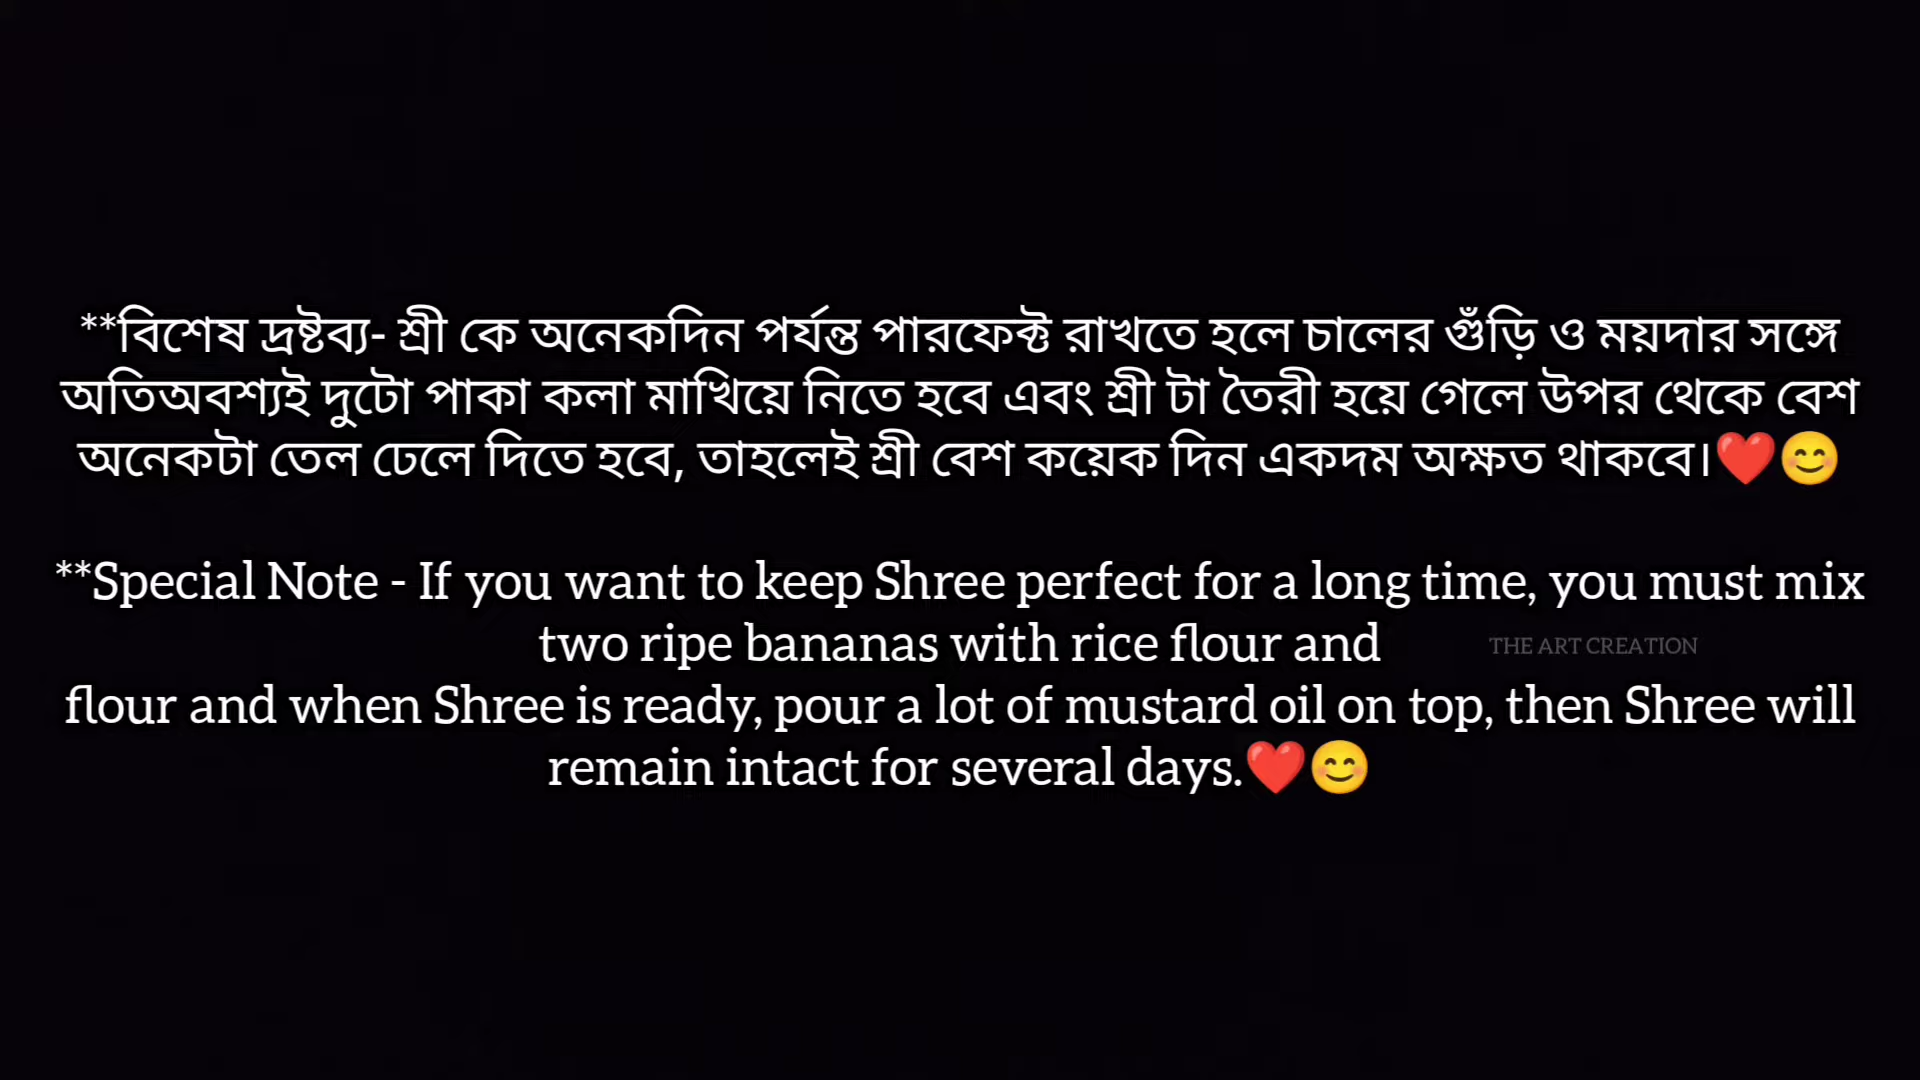 **বিশেষ দ্রষ্টব্য- শ্রী কে অনেকদিন পর্যন্ত পারফেক্ট রাখতে হলে চালের গুঁড়ি ও ময়দার সঙ্গে
অতিঅবশ্যই দুটো পাকা কলা মাখিয়ে নিতে হবে এবং শ্রী টা তৈরী হয়ে গেলে উপর থেকে বেশ
অনেকটা তেল ঢেলে দিতে হবে, তাহলেই শ্রী বেশ কয়েক দিন একদম অক্ষত থাকবে।❤️😊
**Special Note - If you want to keep Shree perfect for a long time, you must mix
two ripe bananas with rice flour and
THE ART CREATION
flour and when Shree is ready, pour a lot of mustard oil on top, then Shree will
remain intact for several days.❤️😊